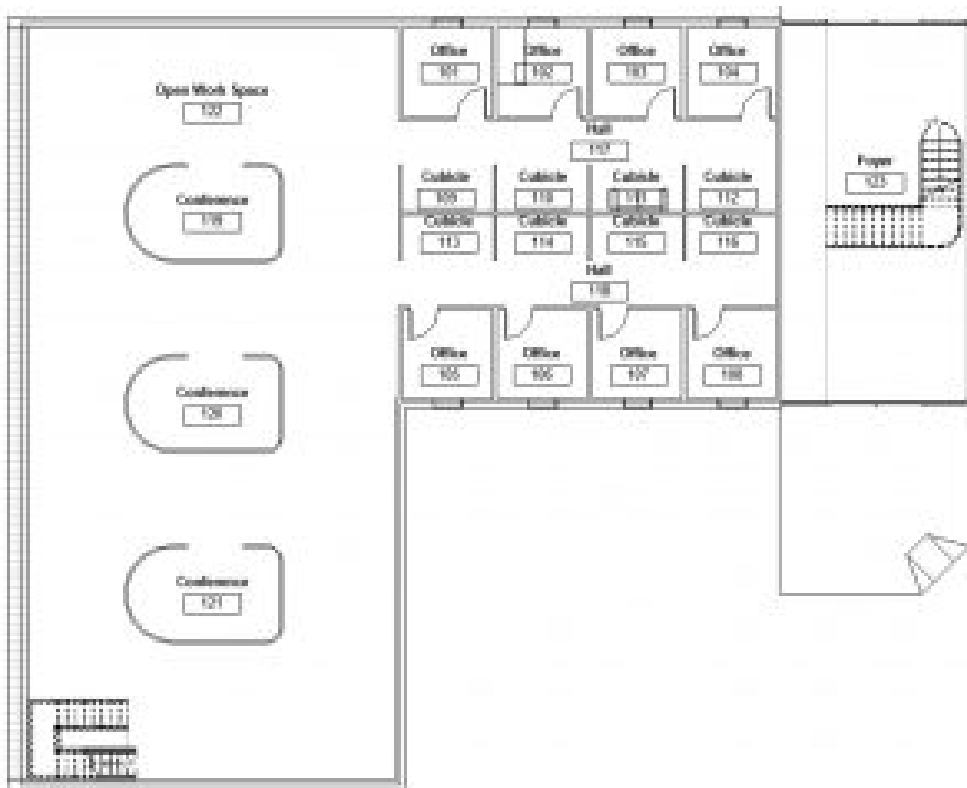 Office
101
Office
102
Office
103
Office
104
Open Work Space
122
Hall
117
Cubicle
109
Cubicle
110
Cubicle
111
Cubicle
112
Foyer
123
Conference
119
Cubicle
113
Cubicle
114
Cubicle
115
Cubicle
116
Hall
118
Office
105
Office
106
Office
107
Office
108
Conference
120
Conference
121